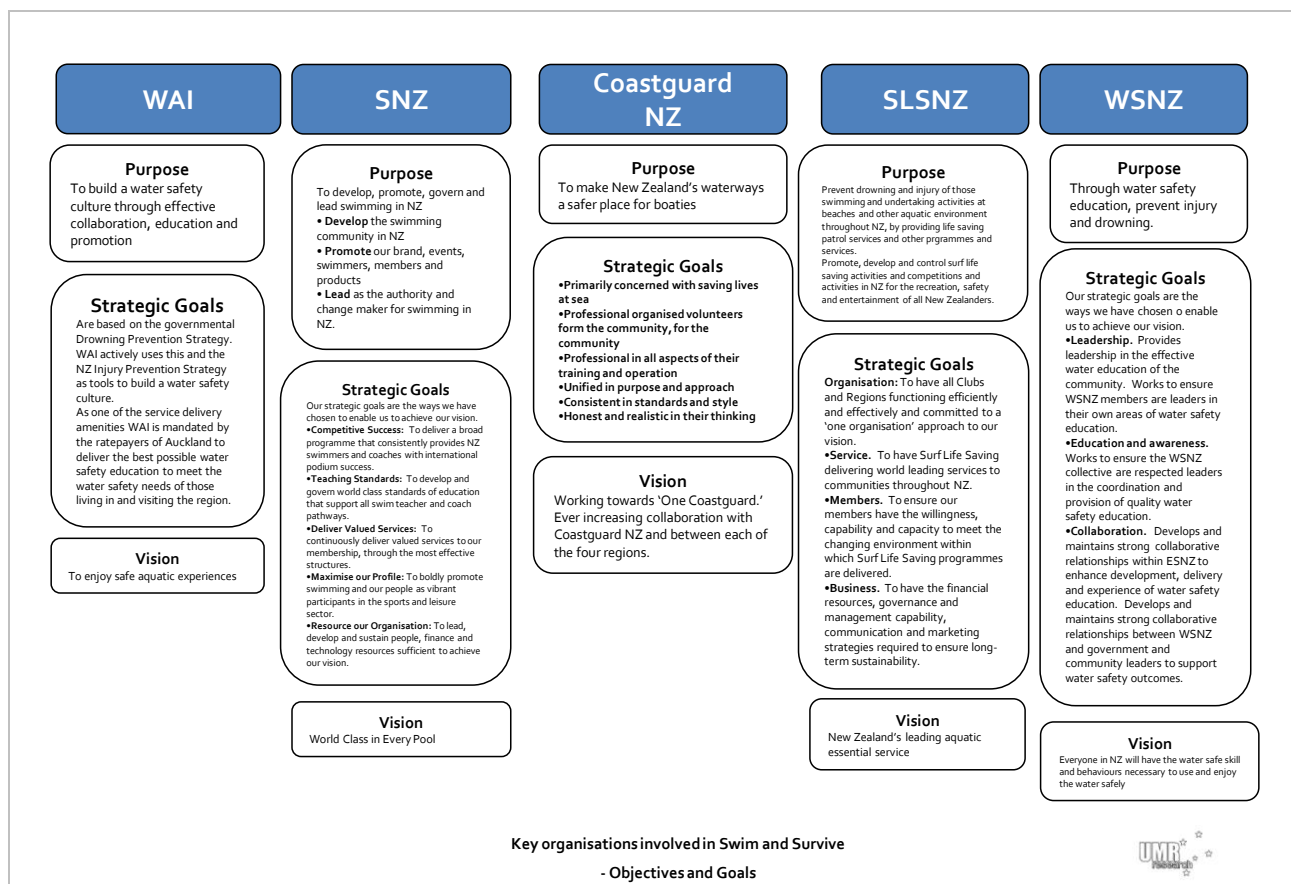 WAI
Purpose
To build a water safety
culture through effective
collaboration, education and
promotion
Strategic Goals
Are based on the governmental
Drowning Prevention Strategy.
WAI actively uses this and the
NZ Injury Prevention Strategy
as tools to build a water safety
culture.
As one of the service delivery
amenities WAI is mandated by
the ratepayers of Auckland to
deliver the best possible water
safety education to meet the
water safety needs of those
living in and visiting the region.
Vision
To enjoy safe aquatic experiences
SNZ
Purpose
To develop, promote, govern and
lead swimming in NZ
• Develop the swimming
community in NZ
• Promote our brand, events,
swimmers, members and
products
• Lead as the authority and
change maker for swimming in
NZ.
Strategic Goals
Our strategic goals are the ways we have
chosen to enable us to achieve our vision.
•Competitive Success: To deliver a broad
programme that consistently provides NZ
swimmers and coaches with international
podium success.
•Teaching Standards: To develop and
govern world class standards of education
that support all swim teacher and coach
pathways.
•Deliver Valued Services: To
continuously deliver valued services to our
membership, through the most effective
structures.
•Maximise our Profile: To boldly promote
swimming and our people as vibrant
participants in the sports and leisure
sector.
•Resource our Organisation: To lead,
develop and sustain people, finance and
technology resources sufficient to achieve
our vision.
Vision
World Class in Every Pool
Coastguard
NZ
Purpose
To make New Zealand's waterways
a safer place for boaties
Strategic Goals
•Primarily concerned with saving lives
at sea
•Professional organised volunteers
form the community, for the
community
•Professional in all aspects of their
training and operation
•Unified in purpose and approach
•Consistent in standards and style
•Honest and realistic in their thinking
Vision
Working towards ‘One Coastguard.’
Ever increasing collaboration with
Coastguard NZ and between each of
the four regions.
SLSNZ
Purpose
Prevent drowning and injury of those
swimming and undertaking activities at
beaches and other aquatic environment
throughout NZ, by providing life saving
patrol services and other prgrammes and
services.
Promote, develop and control surf life
saving activities and competitions and
activities in NZ for the recreation, safety
and entertainment of all New Zealanders.
Strategic Goals
Organisation: To have all Clubs
and Regions functioning efficiently
and effectively and committed to a
‘one organisation’ approach to our
vision.
•Service. To have Surf Life Saving
delivering world leading services to
communities throughout NZ.
•Members. To ensure our
members have the willingness,
capability and capacity to meet the
changing environment within
which Surf Life Saving programmes
are delivered.
•Business. To have the financial
resources, governance and
management capability,
communication and marketing
strategies required to ensure long-
term sustainability.
Vision
New Zealand's leading aquatic
essential service
WSNZ
Purpose
Through water safety
education, prevent injury
and drowning.
Strategic Goals
Our strategic goals are the
ways we have chosen o enable
us to achieve our vision.
•Leadership. Provides
leadership in the effective
water education of the
community. Works to ensure
WSNZ members are leaders in
their own areas of water safety
education.
•Education and awareness.
Works to ensure the WSNZ
collective are respected leaders
in the coordination and
provision of quality water
safety education.
•Collaboration. Develops and
maintains strong collaborative
relationships within ESNZ to
enhance development, delivery
and experience of water safety
education. Develops and
maintains strong collaborative
relationships between WSNZ
and government and
community leaders to support
water safety outcomes.
Vision
Everyone in NZ will have the water safe skill
and behaviours necessary to use and enjoy
the water safely
Key organisations involved in Swim and Survive
- Objectives and Goals
UMR
research